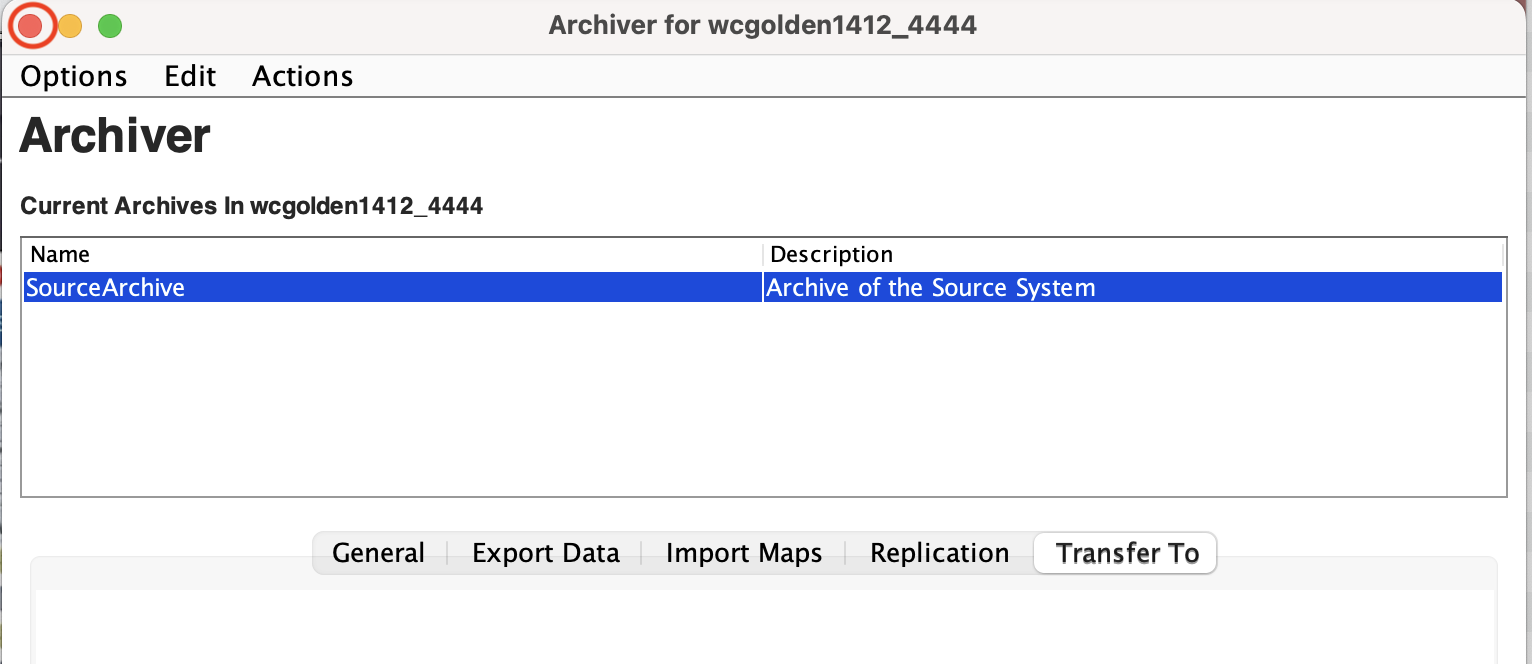 Archiver for wcgolden1412_4444
Options Edit Actions
Archiver
Current Archives In wcgolden1412_4444
Name Description
SourceArchive Archive of the Source System
General Export Data Import Maps Replication Transfer To